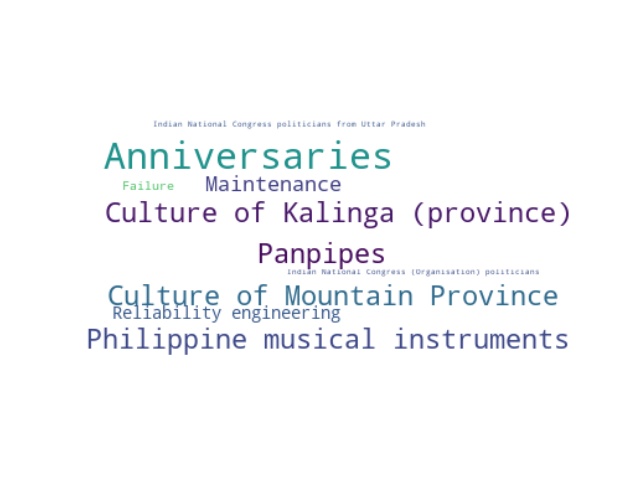 Indian National Congress politicians from Uttar Pradesh
Anniversaries
Failure Maintenance
Culture of Kalinga (province)
Panpipes
Indian National Congress (Organisation) politicians
Culture of Mountain Province
Reliability engineering
Philippine musical instruments